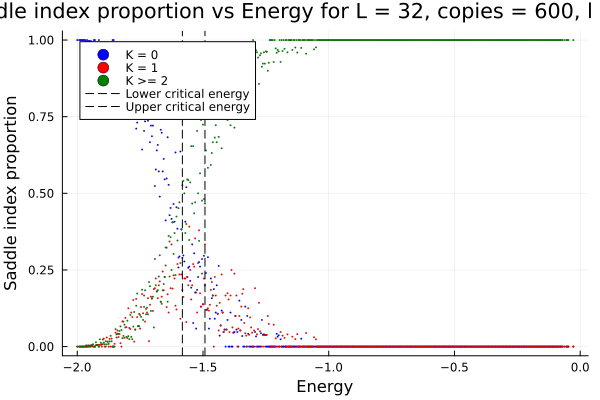 dle index proportion vs Energy for L = 32, copies = 600,
1.00
0.75
0.50
0.25
0.00
Saddle index proportion
K = 0
K = 1
K >= 2
Lower critical energy
Upper critical energy
−2.0 −1.5 −1.0 −0.5 0.0
Energy